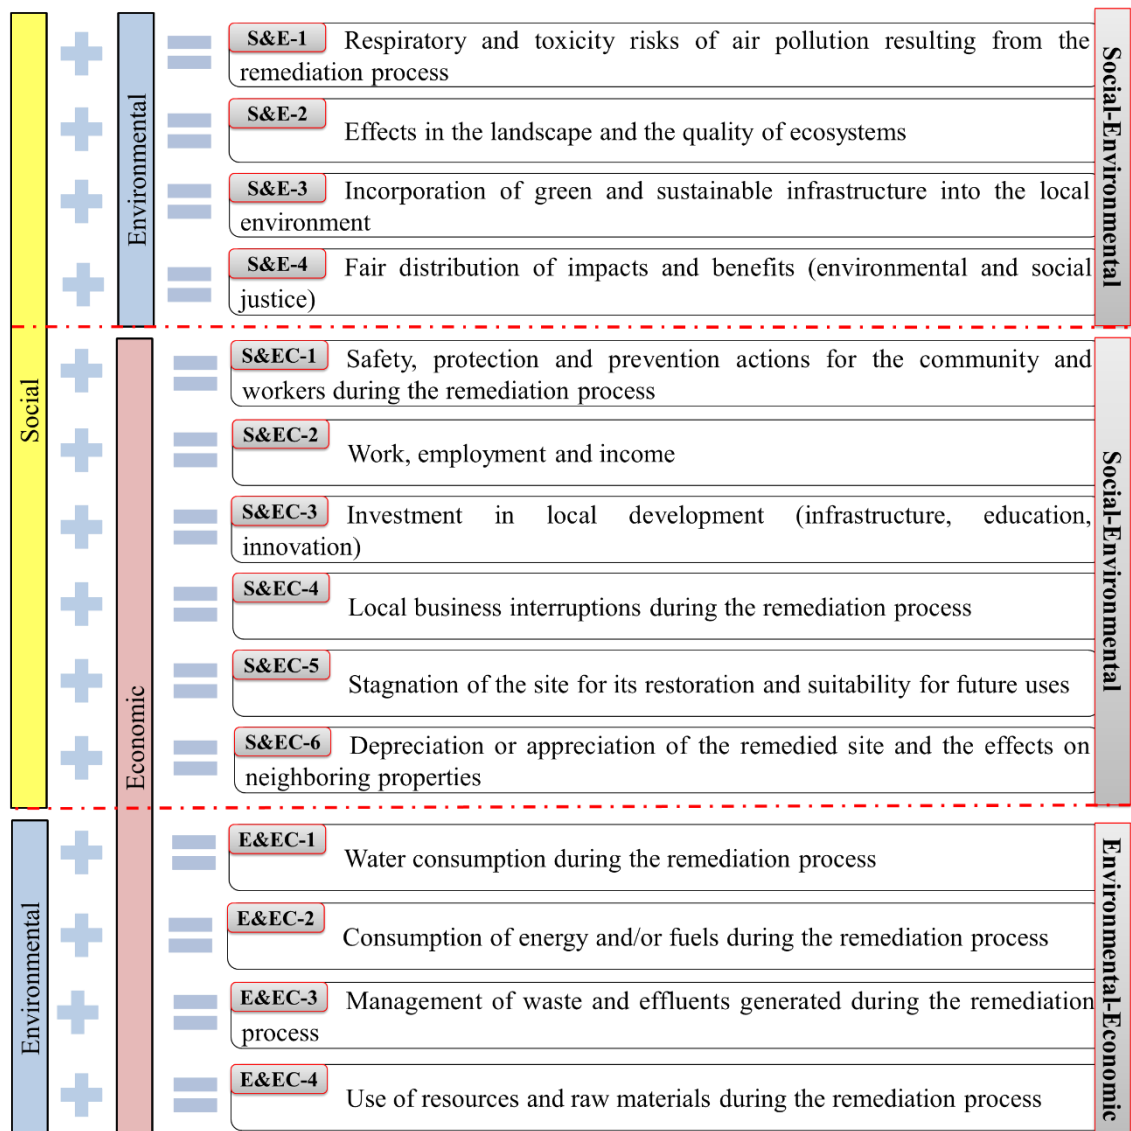 Social
Environmental
S&E-1 Respiratory and toxicity risks of air pollution resulting from the
remediation process
S&E-2
Effects in the landscape and the quality of ecosystems
S&E-3 Incorporation of green and sustainable infrastructure into the local
environment
S&E-4 Fair distribution of impacts and benefits (environmental and social
justice)
Social-Environmental
Economic
S&EC-1 Safety, protection and prevention actions for the community and
workers during the remediation process
S&EC-2
Work, employment and income
S&EC-3 Investment in local development (infrastructure, education,
innovation)
S&EC-4
Local business interruptions during the remediation process
S&EC-5
Stagnation of the site for its restoration and suitability for future uses
S&EC-6 Depreciation or appreciation of the remedied site and the effects on
neighboring properties
Social-Environmental
Environmental
E&EC-1
Water consumption during the remediation process
E&EC-2
Consumption of energy and/or fuels during the remediation process
E&EC-3 Management of waste and effluents generated during the remediation
process
E&EC-4
Use of resources and raw materials during the remediation process
Environmental-Economic